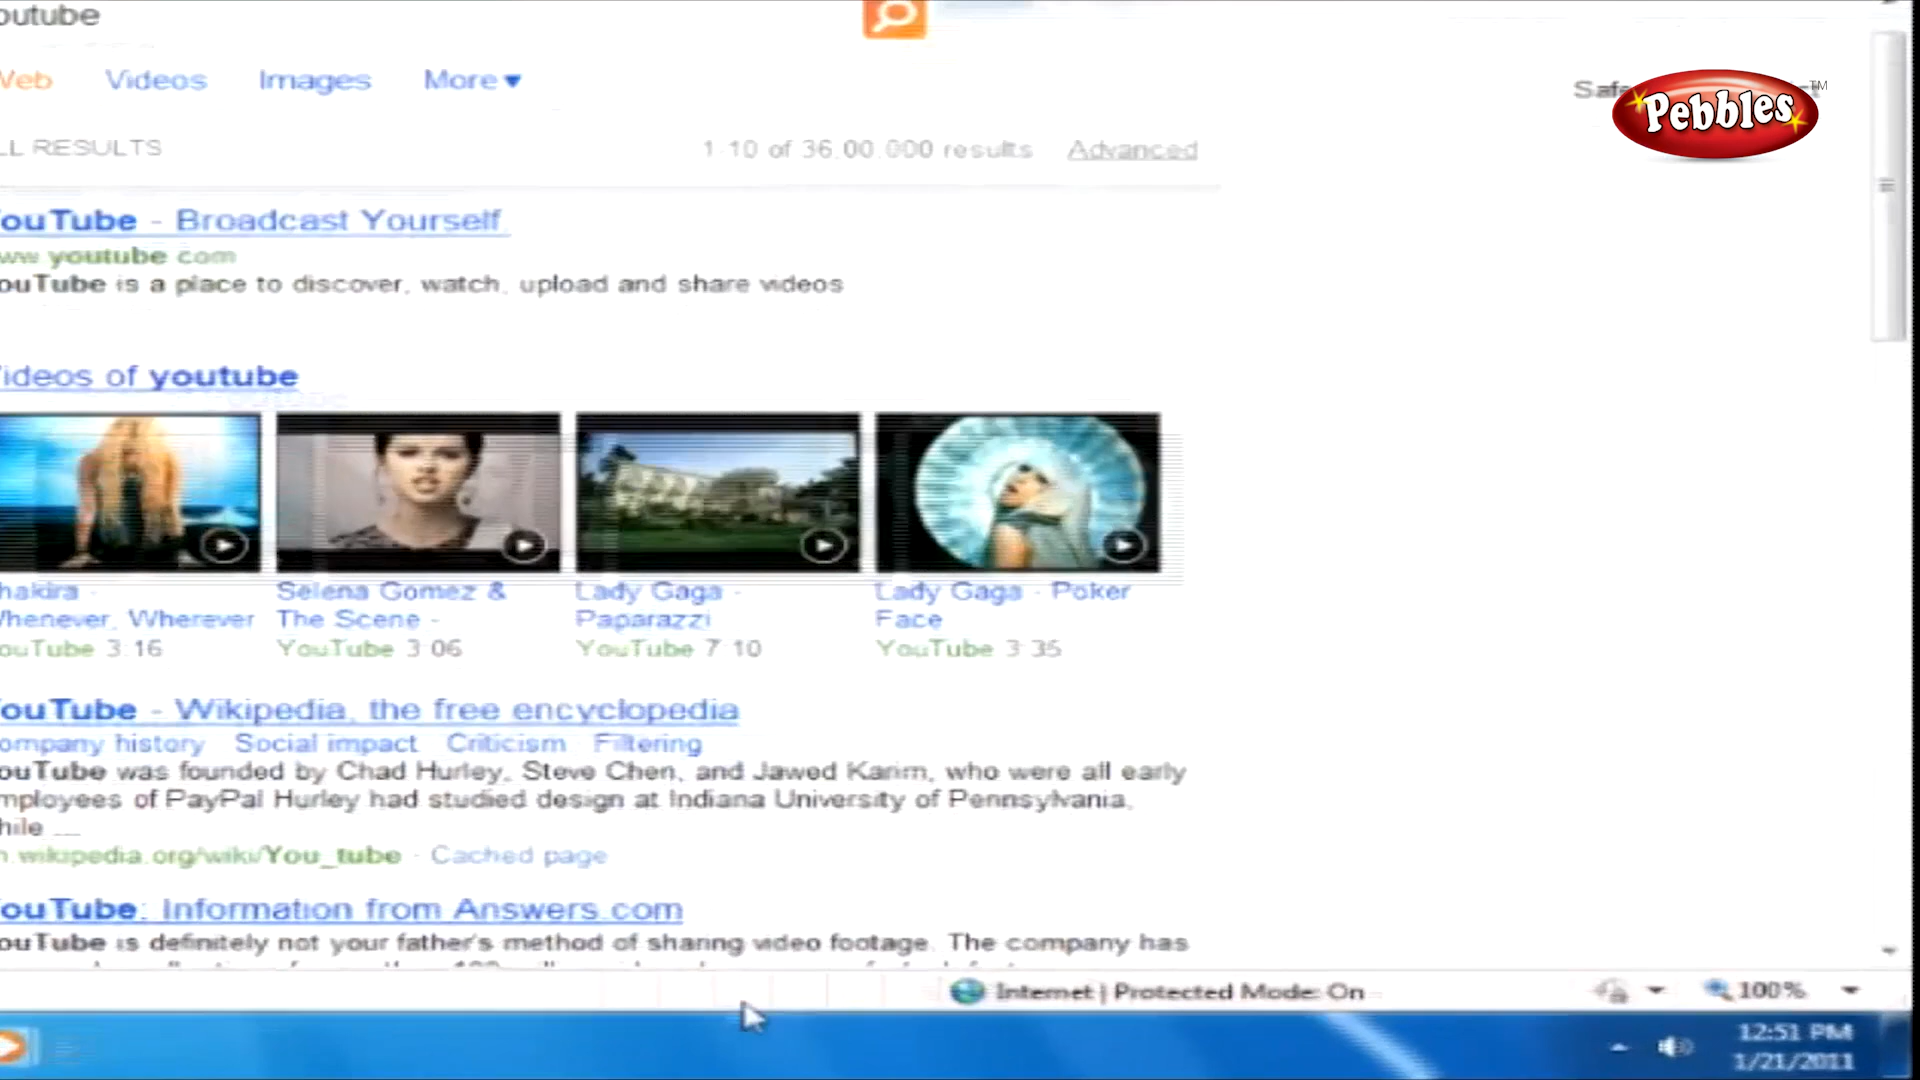 outube
Web Videos Images More
Safe
Pebbles TM
LL RESULTS 1-10 of 36,00,000 results Advanced
ouTube - Broadcast Yourself
ww.youtube.com
ouTube is a place to discover, watch, upload and share videos
ideos of youtube
hakira - Selena Gomez & Lady Gaga - Lady Gaga - Poker
henever, Wherever The Scene - Paparazzi Face
ouTube 3:16 YouTube 3:06 YouTube 7:10 YouTube 3:35
ouTube - Wikipedia, the free encyclopedia
ompany history Social impact Criticism Filtering
ouTube was founded by Chad Hurley, Steve Chen, and Jawed Karim, who were all early
mployees of PayPal Hurley had studied design at Indiana University of Pennsylvania,
hile ...
n.wikipedia.org/wiki/You_tube · Cached page
ouTube: Information from Answers.com
ouTube is definitely not your father's method of sharing video footage. The company has
Internet | Protected Mode: On 100%
12:51 PM
1/21/2011